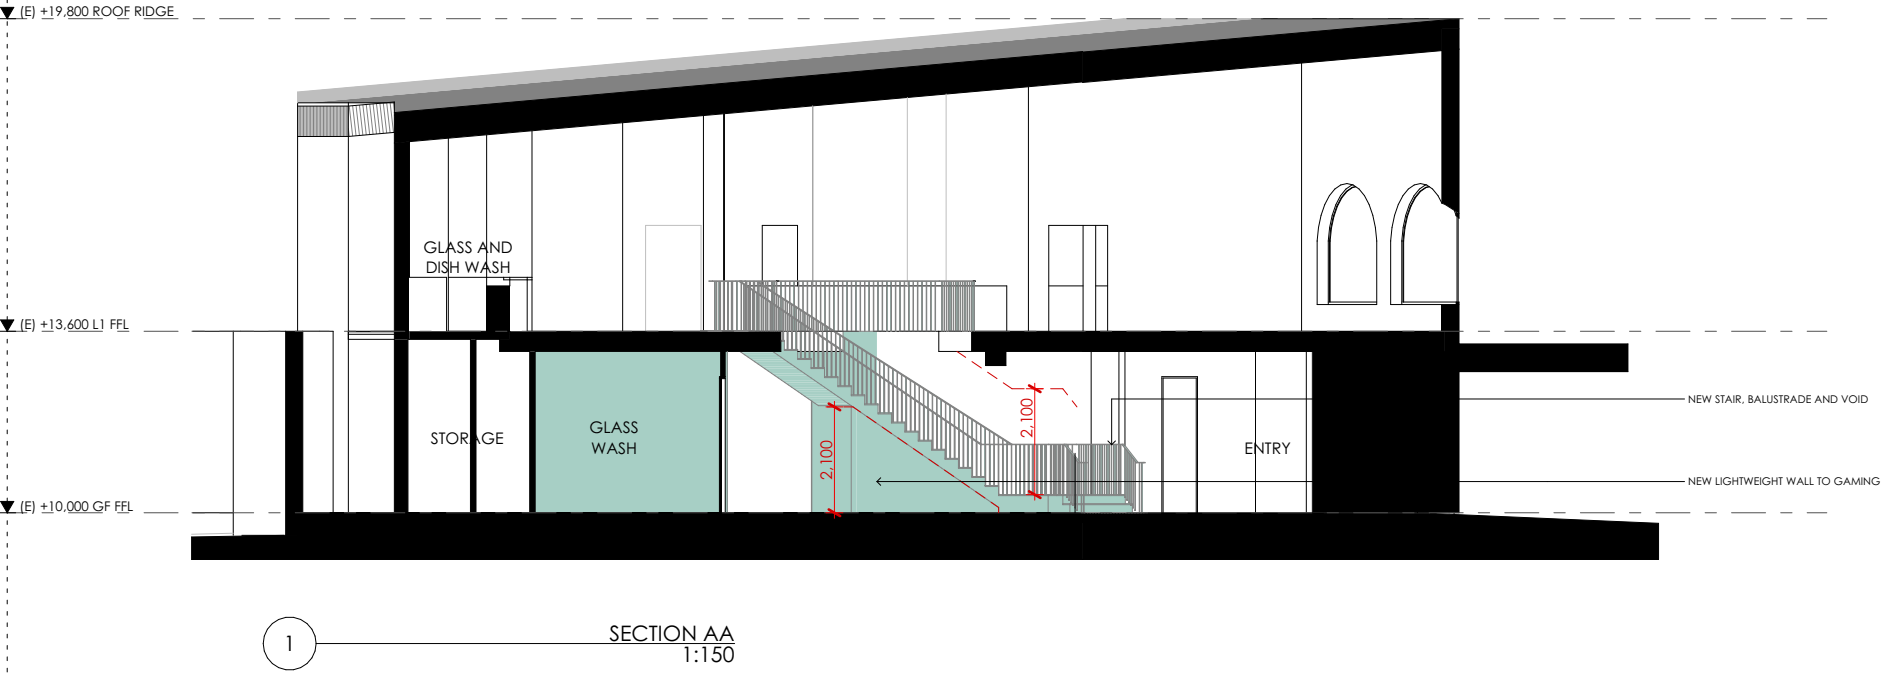 (E) +19,800 ROOF RIDGE
GLASS AND
DISH WASH
(E) +13,600 L1 FFL
NEW STAIR, BALUSTRADE AND VOID
2,100
GLASS
WASH
STORAGE
2,100
ENTRY
NEW LIGHTWEIGHT WALL TO GAMING
(E) +10,000 GF FFL
1
SECTION AA
1:150